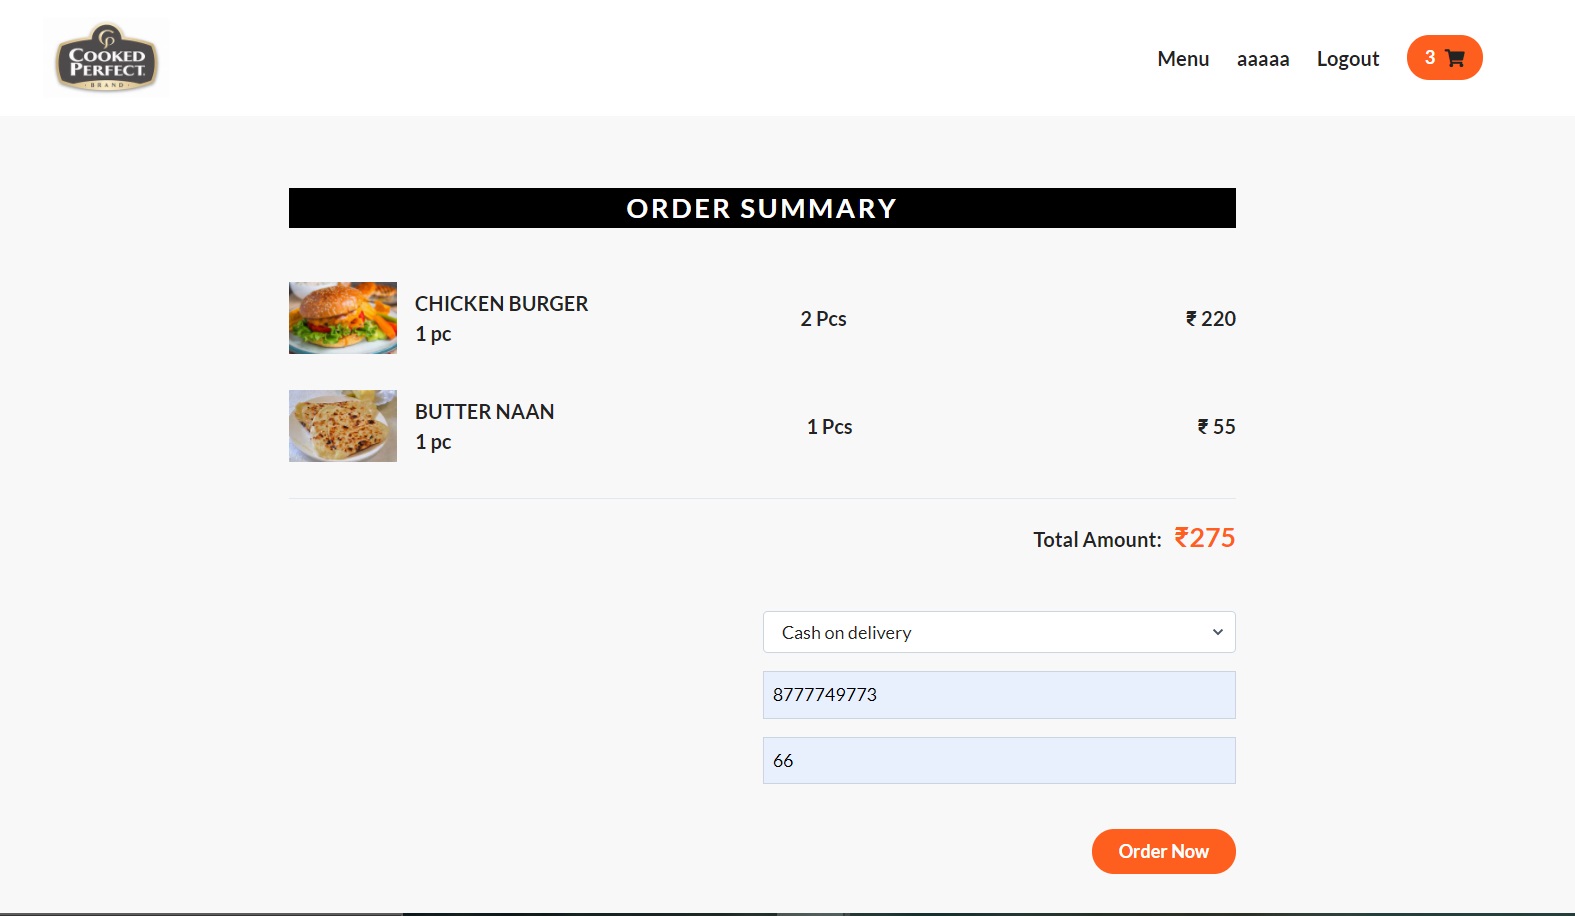 COOKED
PERFECT
BRAND
Menu aaaaa Logout 3
ORDER SUMMARY
CHICKEN BURGER
1 pc
2 Pcs
₹ 220
BUTTER NAAN
1 pc
1 Pcs
₹ 55
Total Amount: ₹275
Cash on delivery
8777749773
66
Order Now